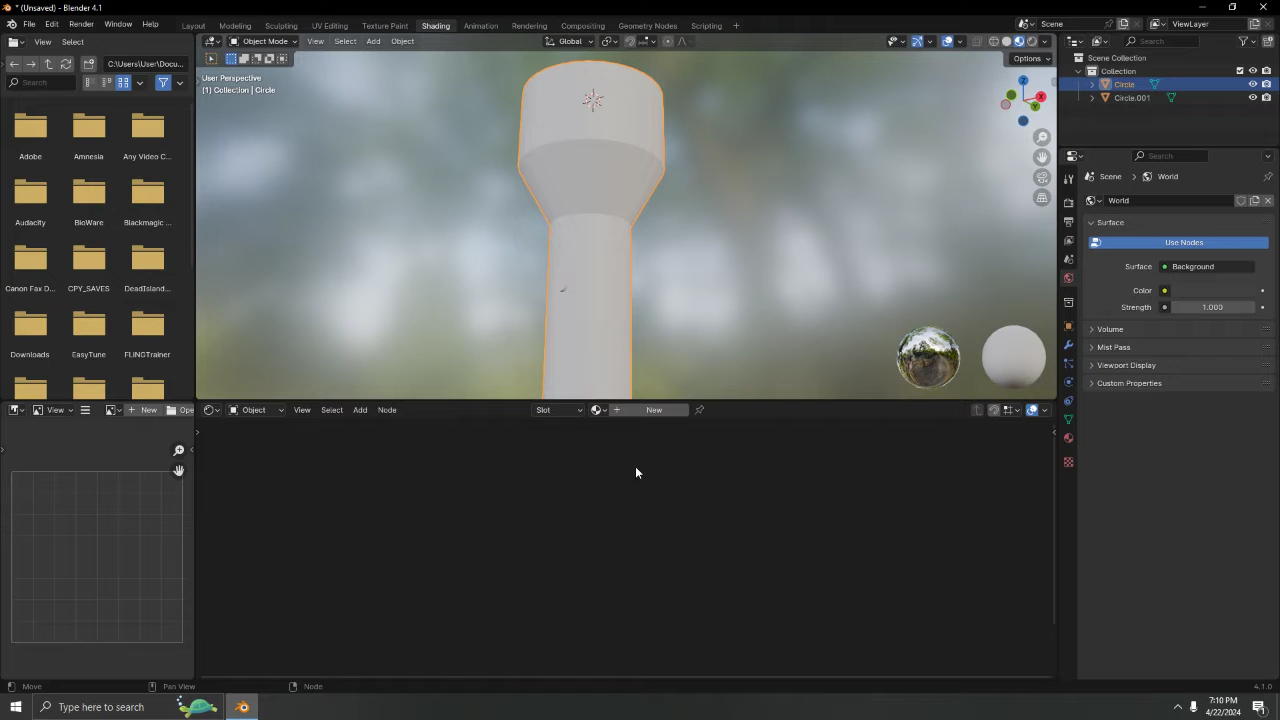 * (Unsaved) - Blender 4.1
File Edit Render Window Help Layout Modeling Sculpting UV Editing Texture Paint Shading Animation Rendering Compositing Geometry Nodes Scripting + Scene ViewLayer
View Select Object Mode View Select Add Object Global Search
C:\Users\User\Docu...
Search Options
User Perspective
(1) Collection | Circle
Scene Collection
Collection
Circle
Circle.001
X
Y
Z
Adobe Amnesia Any Video C...
Audacity BioWare Blackmagic ...
Canon Fax D... CPY_SAVES DeadIsland...
Downloads EasyTune FLiNGTrainer
Search
Scene World
World
Surface
Use Nodes
Surface Background
Color
Strength 1.000
Volume
Mist Pass
Viewport Display
Custom Properties
View New Ope Object View Select Add Node Slot New
Move Pan View Node 4.1.0
Type here to search
7:10 PM
4/22/2024